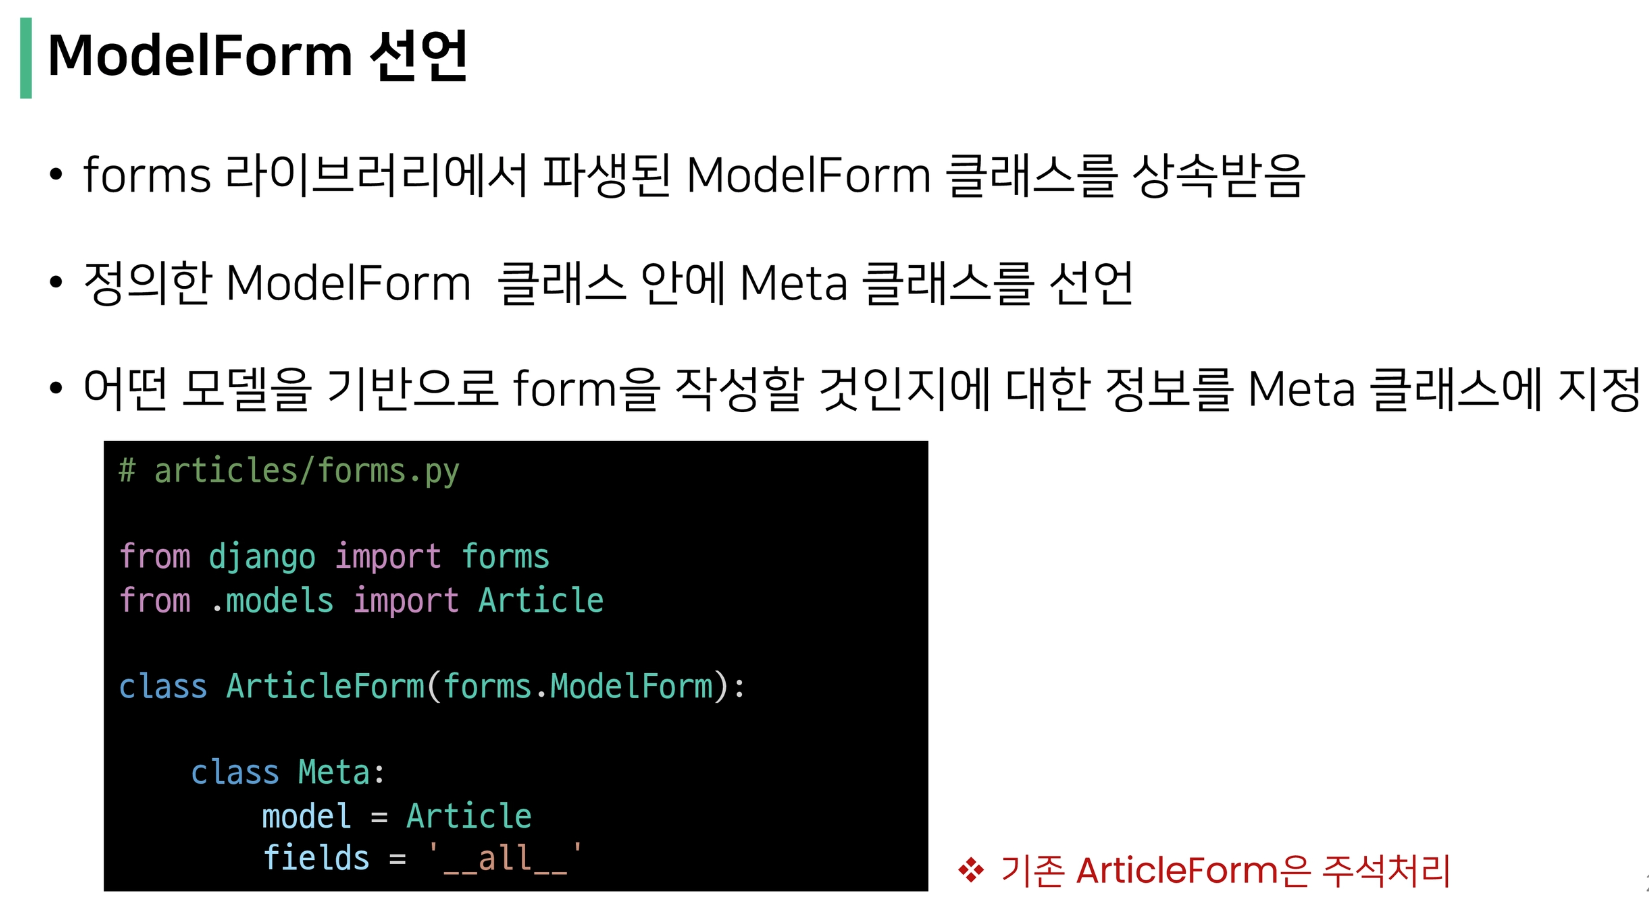 ModelForm 선언
• forms 라이브러리에서 파생된 ModelForm 클래스를 상속받음
• 정의한 ModelForm 클래스 안에 Meta 클래스를 선언
• 어떤 모델을 기반으로 form을 작성할 것인지에 대한 정보를 Meta 클래스에 지정
# articles/forms.py
from django import forms
from .models import Article
class ArticleForm(forms.ModelForm):
    class Meta:
        model = Article
        fields = '__all__'
❖ 기존 ArticleForm은 주석처리